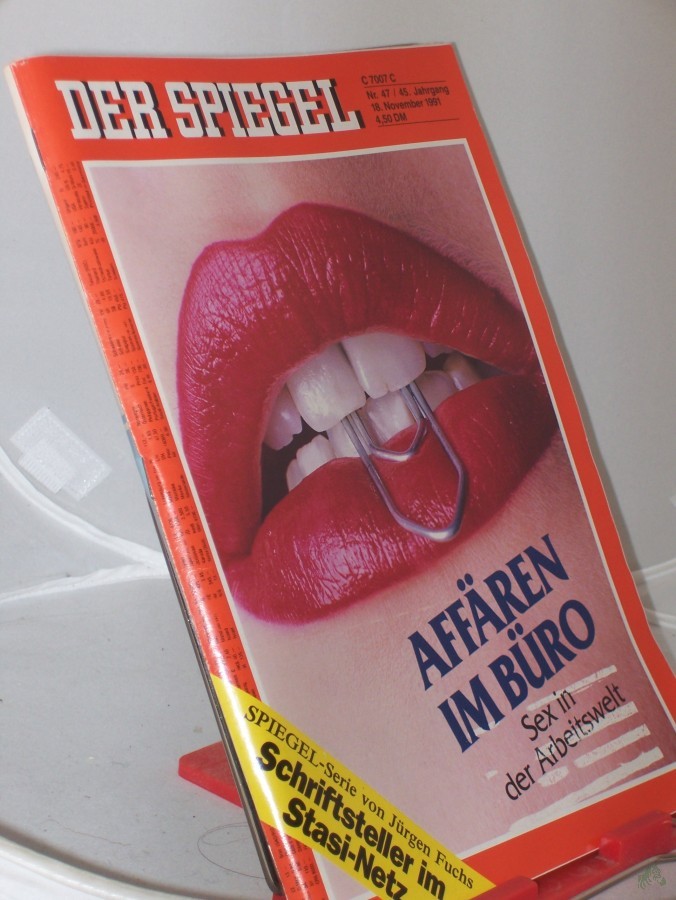 DER SPIEGEL
C 7007 C
Nr. 47 / 45. Jahrgang
18. November 1991
4,50 DM
AFFÄREN
IM BÜRO
Sex in
der Arbeitswelt
SPIEGEL-Serie von Jürgen Fuchs
Schriftsteller im
Stasi-Netz